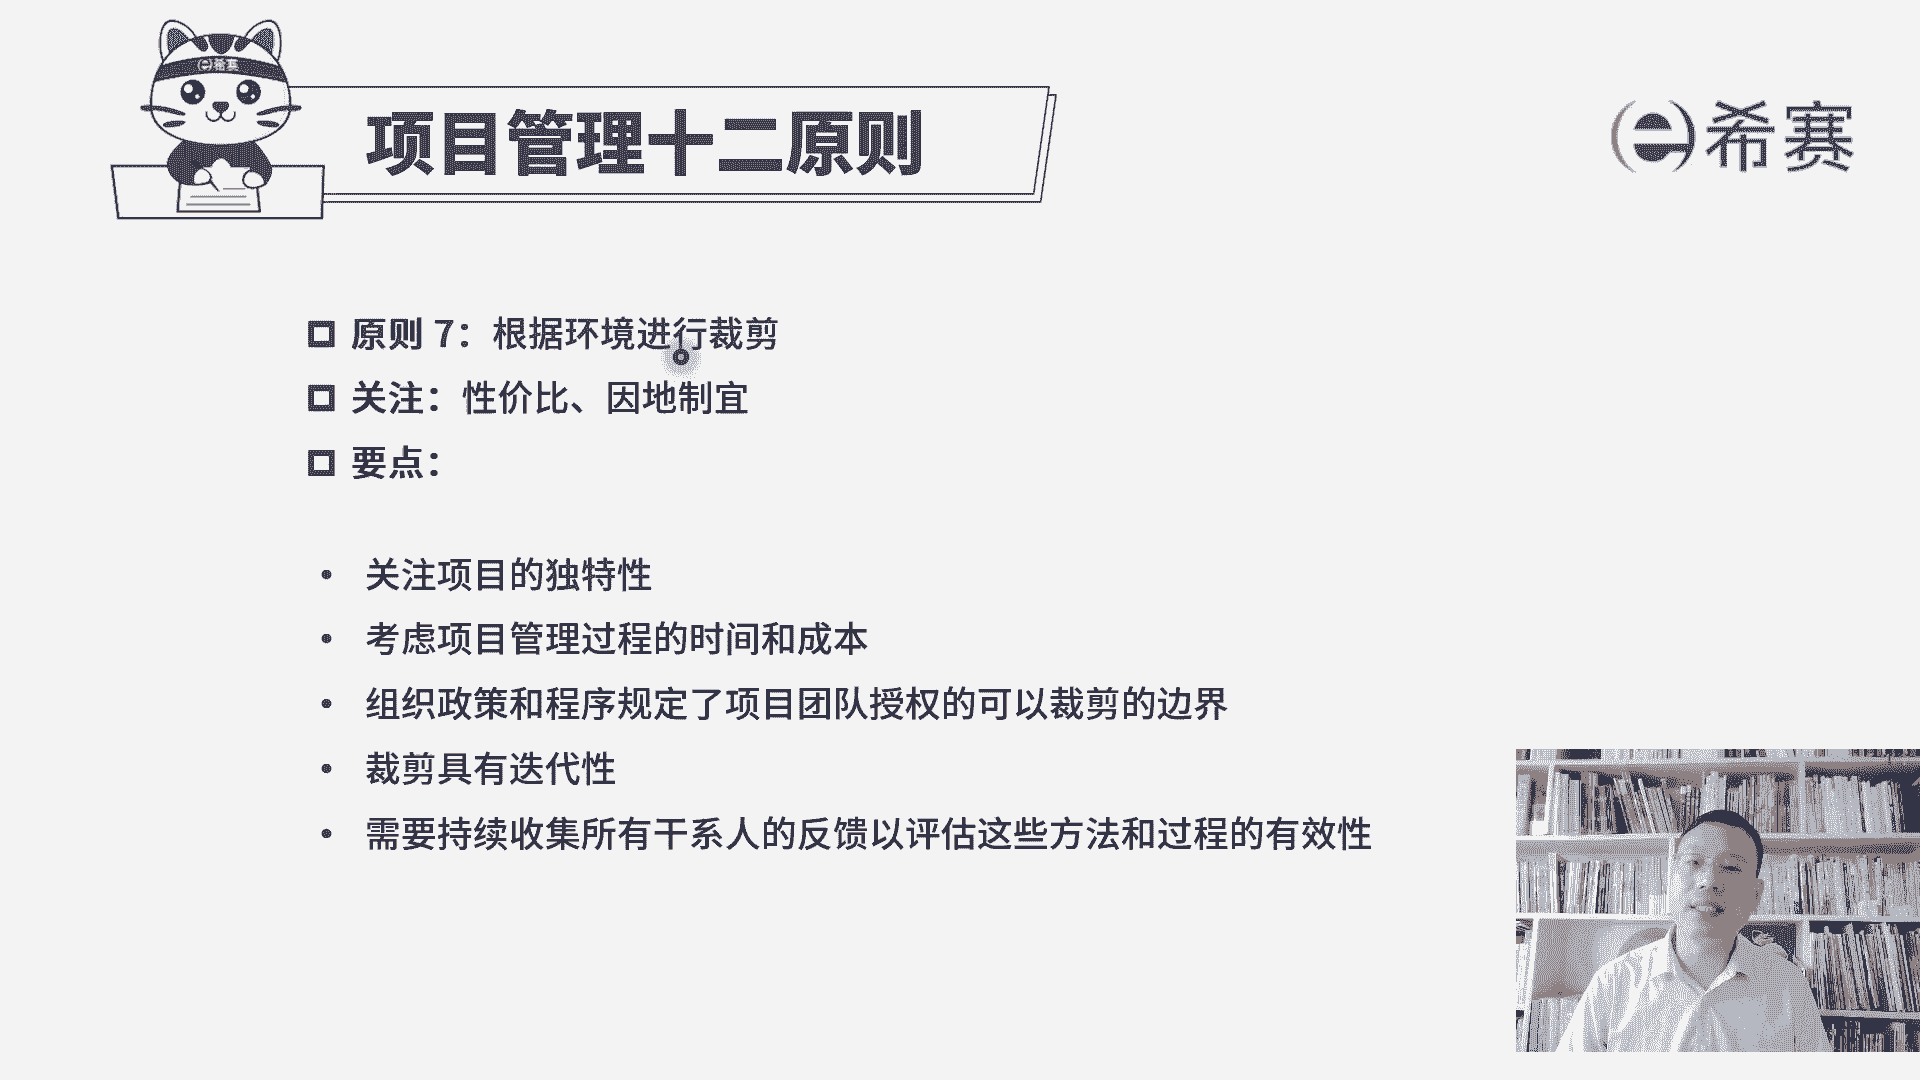 希赛
项目管理十二原则
希赛
原则 7：根据环境进行裁剪
关注：性价比、因地制宜
要点：
关注项目的独特性
考虑项目管理过程的时间和成本
组织政策和程序规定了项目团队授权的可以裁剪的边界
裁剪具有迭代性
需要持续收集所有干系人的反馈以评估这些方法和过程的有效性